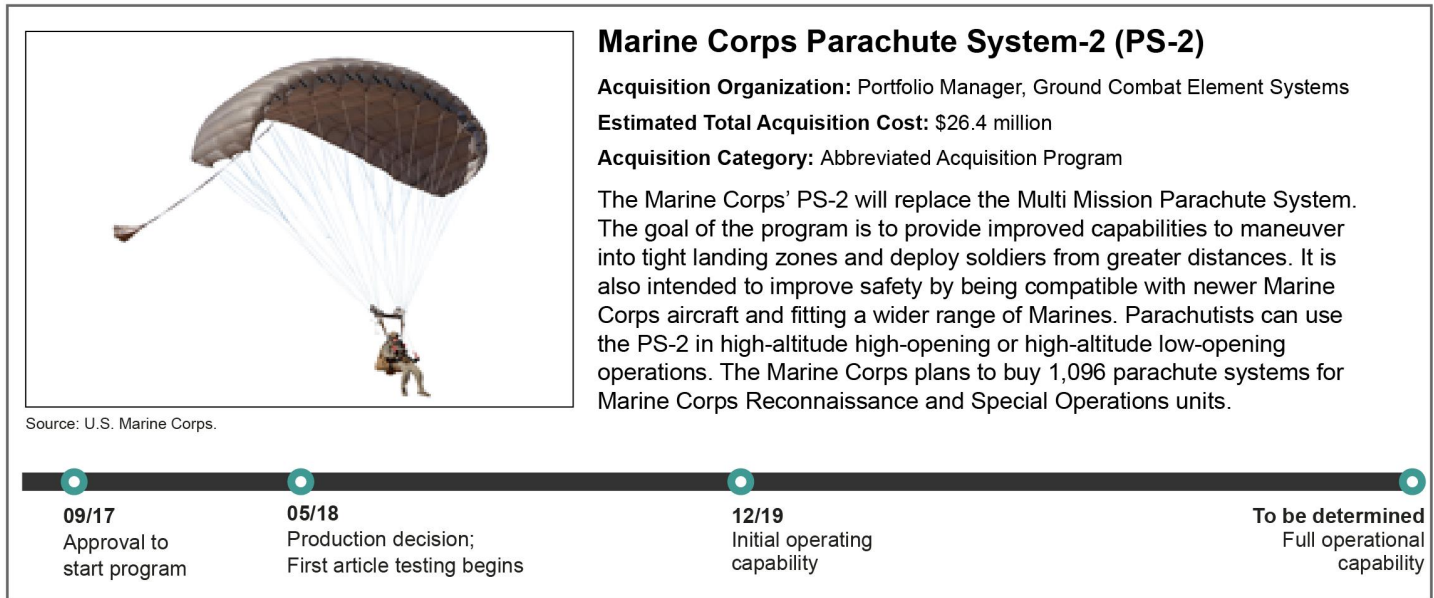 Marine Corps Parachute System-2 (PS-2)
Acquisition Organization: Portfolio Manager, Ground Combat Element Systems
Estimated Total Acquisition Cost: $26.4 million
Acquisition Category: Abbreviated Acquisition Program
The Marine Corps’ PS-2 will replace the Multi Mission Parachute System.
The goal of the program is to provide improved capabilities to maneuver
into tight landing zones and deploy soldiers from greater distances. It is
also intended to improve safety by being compatible with newer Marine
Corps aircraft and fitting a wider range of Marines. Parachutists can use
the PS-2 in high-altitude high-opening or high-altitude low-opening
operations. The Marine Corps plans to buy 1,096 parachute systems for
Marine Corps Reconnaissance and Special Operations units.
Source: U.S. Marine Corps.
09/17
Approval to
start program
05/18
Production decision;
First article testing begins
12/19
Initial operating
capability
To be determined
Full operational
capability